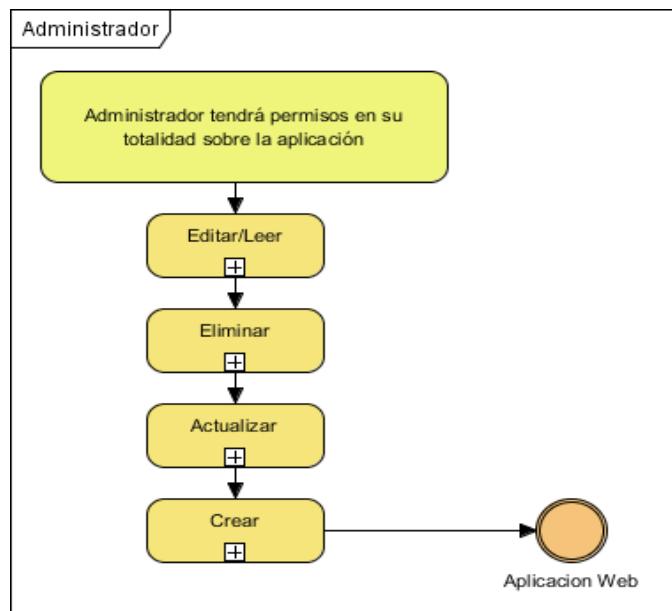 Administrador
Administrador tendrá permisos en su
totalidad sobre la aplicación
Editar/Leer
Eliminar
Actualizar
Crear
Aplicacion Web